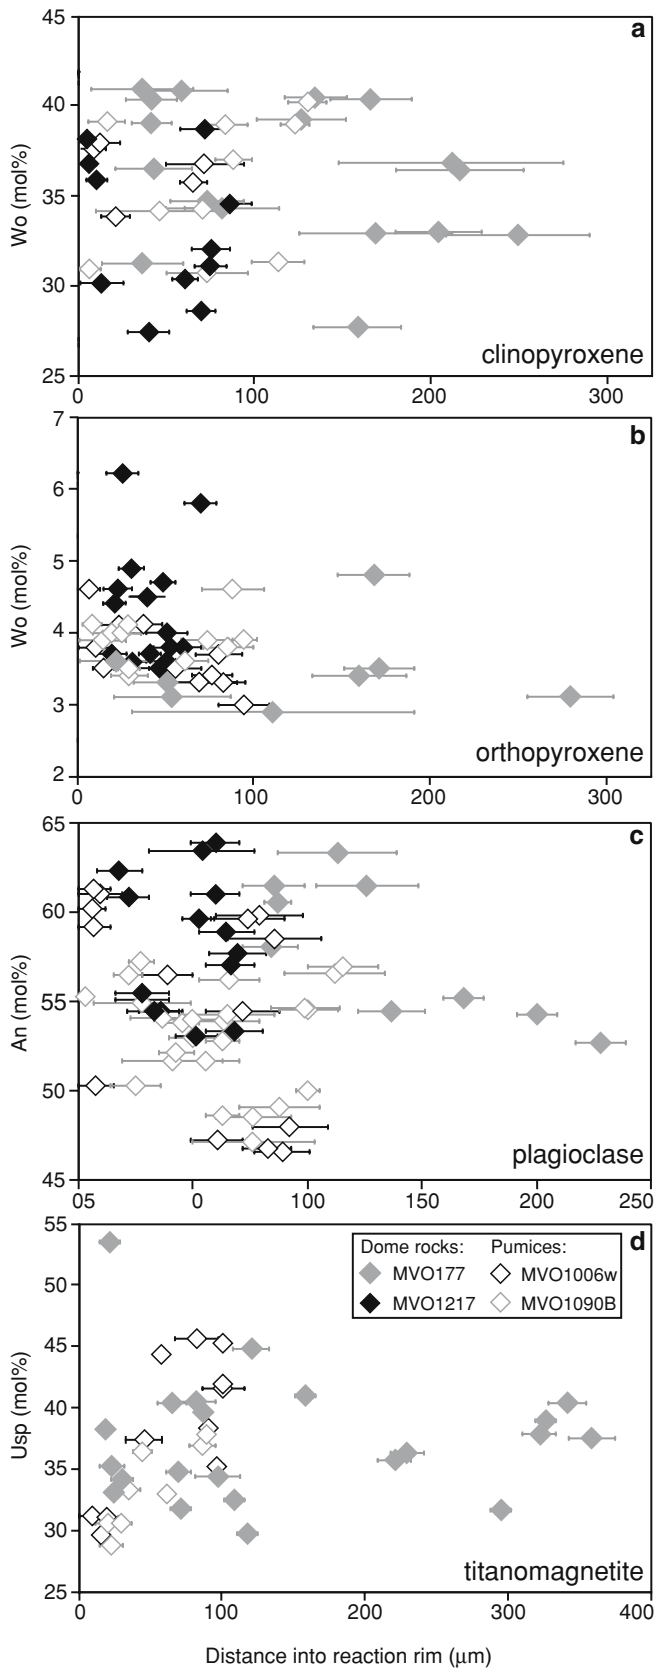 45
a
40
Wo (mol%)
35
30
clinopyroxene
25
0 100 200 300
7
b
6
Wo (mol%)
5
4
3
orthopyroxene
2
0 100 200 300
65
c
60
An (mol%)
55
50
plagioclase
45
05 0 100 150 200 250
55
d
Dome rocks: Pumices:
MVO177 MVO1006w
MVO1217 MVO1090B
50
45
Usp (mol%)
40
35
30
titanomagnetite
25
0 100 200 300 400
Distance into reaction rim (µm)